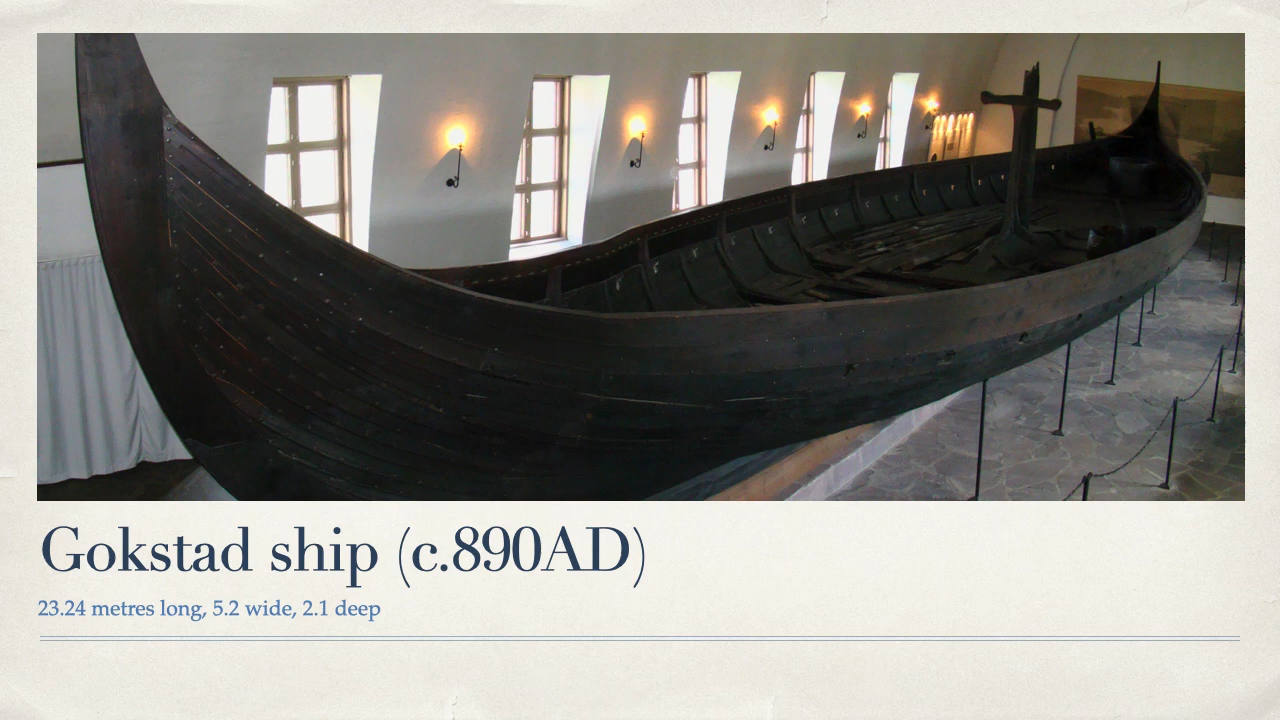 Gokstad ship (c.890AD)
23.24 metres long, 5.2 wide, 2.1 deep